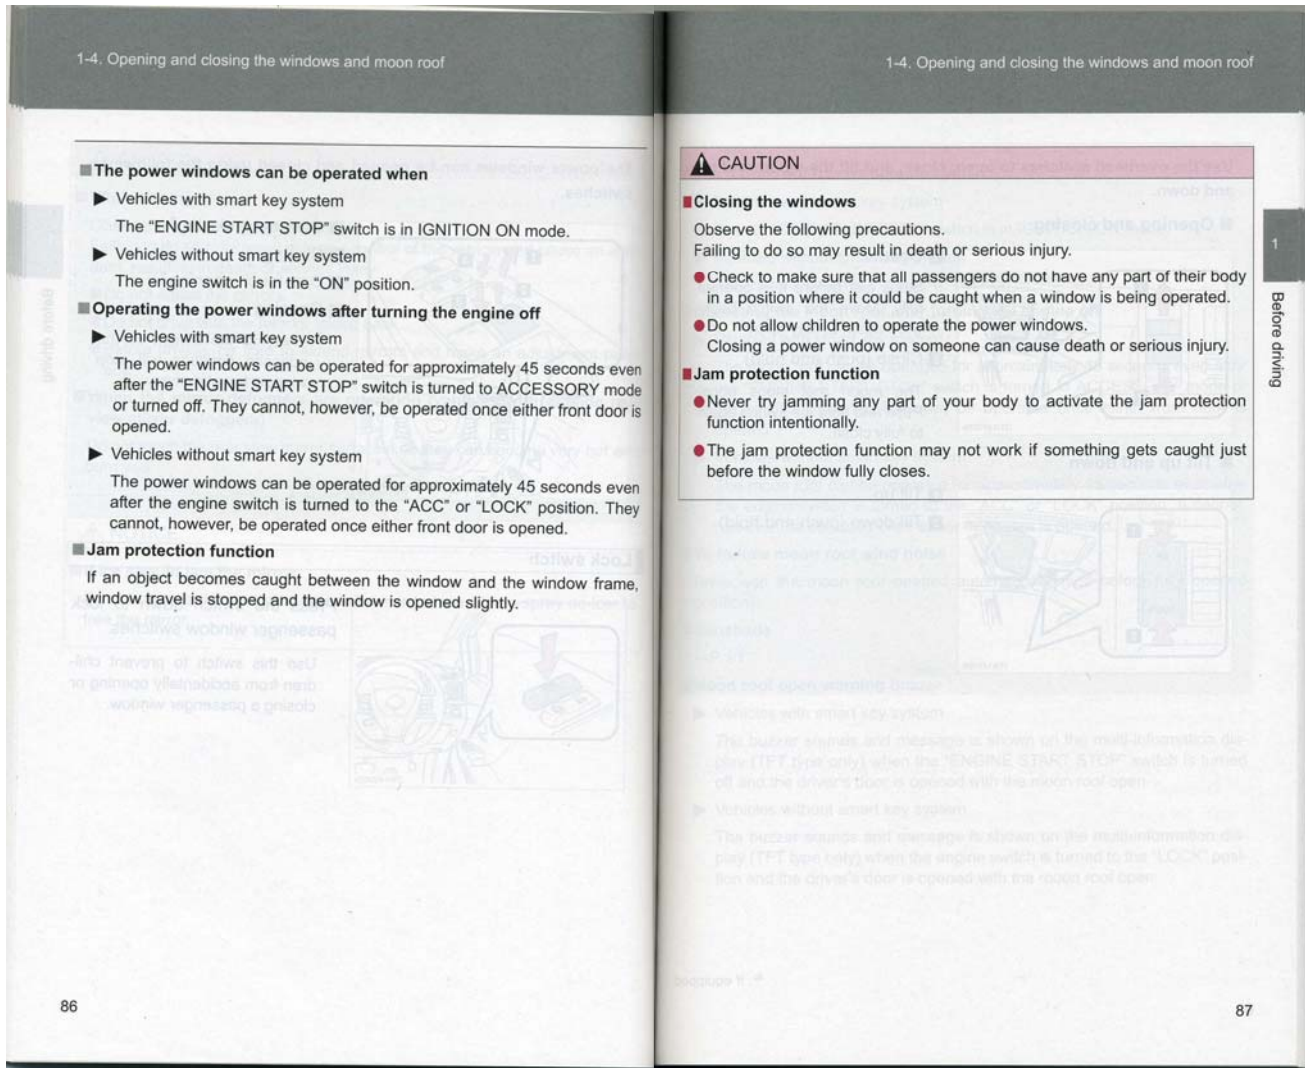 1-4. Opening and closing the windows and moon roof
■The power windows can be operated when
▶ Vehicles with smart key system
The “ENGINE START STOP” switch is in IGNITION ON mode.
▶ Vehicles without smart key system
The engine switch is in the “ON” position.
■Operating the power windows after turning the engine off
▶ Vehicles with smart key system
The power windows can be operated for approximately 45 seconds even
after the “ENGINE START STOP” switch is turned to ACCESSORY mode
or turned off. They cannot, however, be operated once either front door is
opened.
▶ Vehicles without smart key system
The power windows can be operated for approximately 45 seconds even
after the engine switch is turned to the “ACC” or “LOCK” position. They
cannot, however, be operated once either front door is opened.
■Jam protection function
If an object becomes caught between the window and the window frame,
window travel is stopped and the window is opened slightly.
86
1-4. Opening and closing the windows and moon roof
CAUTION
■Closing the windows
Observe the following precautions.
Failing to do so may result in death or serious injury.
●Check to make sure that all passengers do not have any part of their body
in a position where it could be caught when a window is being operated.
●Do not allow children to operate the power windows.
Closing a power window on someone can cause death or serious injury.
■Jam protection function
●Never try jamming any part of your body to activate the jam protection
function intentionally.
●The jam protection function may not work if something gets caught just
before the window fully closes.
1
Before driving
87